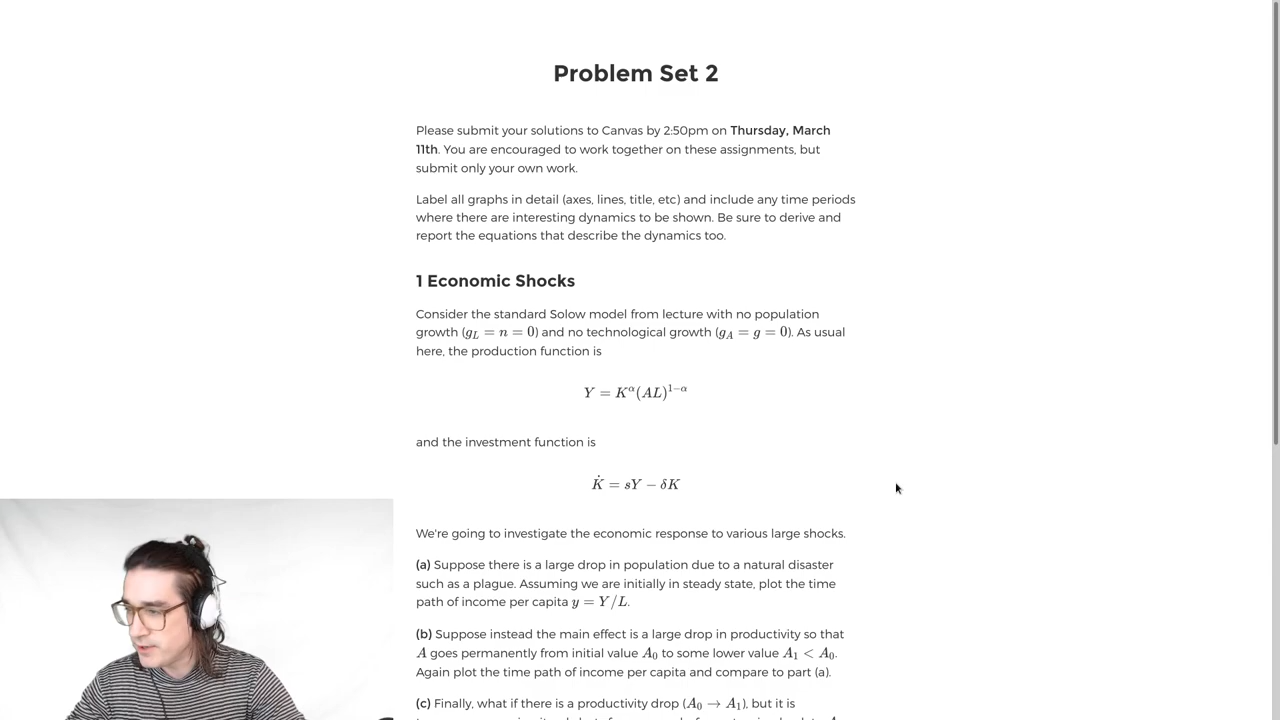 Problem Set 2
Please submit your solutions to Canvas by 2:50pm on Thursday, March
11th. You are encouraged to work together on these assignments, but
submit only your own work.
Label all graphs in detail (axes, lines, title, etc) and include any time periods
where there are interesting dynamics to be shown. Be sure to derive and
report the equations that describe the dynamics too.
1 Economic Shocks
Consider the standard Solow model from lecture with no population
growth (g_L = n = 0) and no technological growth (g_A = g = 0). As usual
here, the production function is
Y = K^α(AL)^{1−α}
and the investment function is
K̇ = sY − δK
We're going to investigate the economic response to various large shocks.
(a) Suppose there is a large drop in population due to a natural disaster
such as a plague. Assuming we are initially in steady state, plot the time
path of income per capita y = Y/L.
(b) Suppose instead the main effect is a large drop in productivity so that
A goes permanently from initial value A₀ to some lower value A₁ < A₀.
Again plot the time path of income per capita and compare to part (a).
(c) Finally, what if there is a productivity drop (A₀ → A₁), but it is